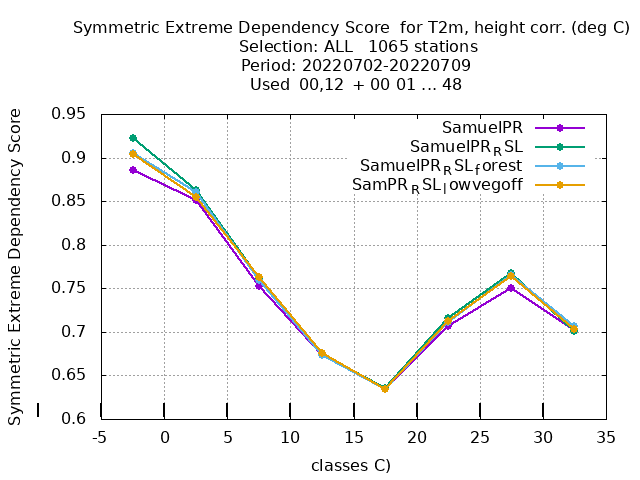 Symmetric Extreme Dependency Score for T2m, height corr. (deg C)
Selection: ALL 1065 stations
Period: 20220702-20220709
Used 00,12 + 00 01 ... 48
SamuelPR
SamuelPR_RSL
SamuelPR_RSL_forest
SamPR_RSL_lowvegoff
Symmetric Extreme Dependency Score
0.95
0.9
0.85
0.8
0.75
0.7
0.65
0.6
-5 0 5 10 15 20 25 30 35
classes C)